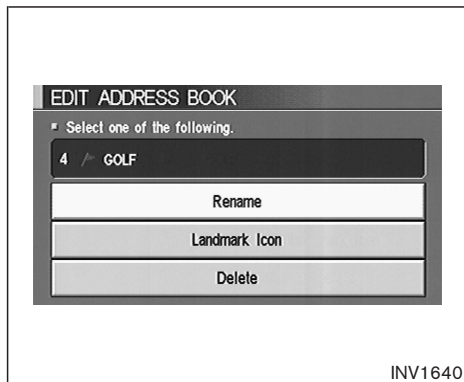 EDIT ADDRESS BOOK
Select one of the following.
4 GOLF
Rename
Landmark Icon
Delete
INV1640